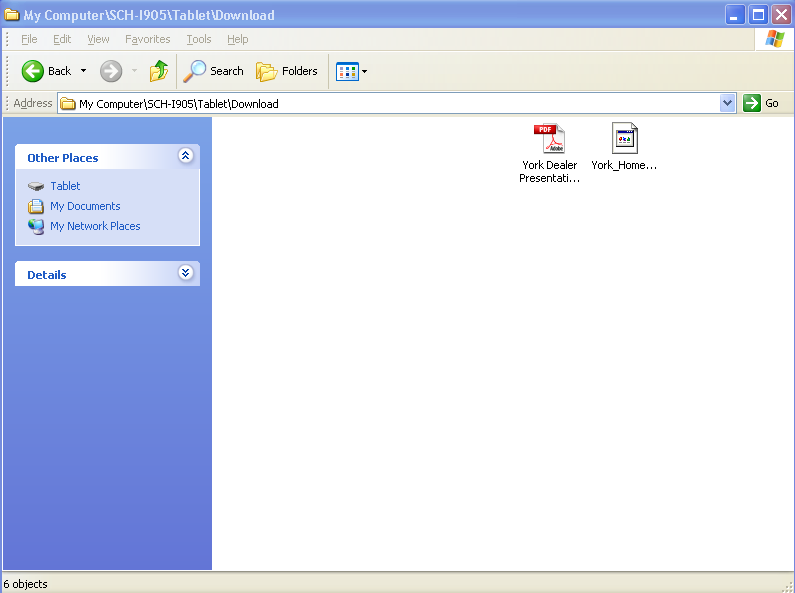 My Computer\SCH-I905\Tablet\Download
File Edit View Favorites Tools Help
Back Search Folders
Address My Computer\SCH-I905\Tablet\Download Go
Other Places
Tablet
My Documents
My Network Places
Details
PDF
Adobe
York Dealer
Presentati...
York_Home...
6 objects